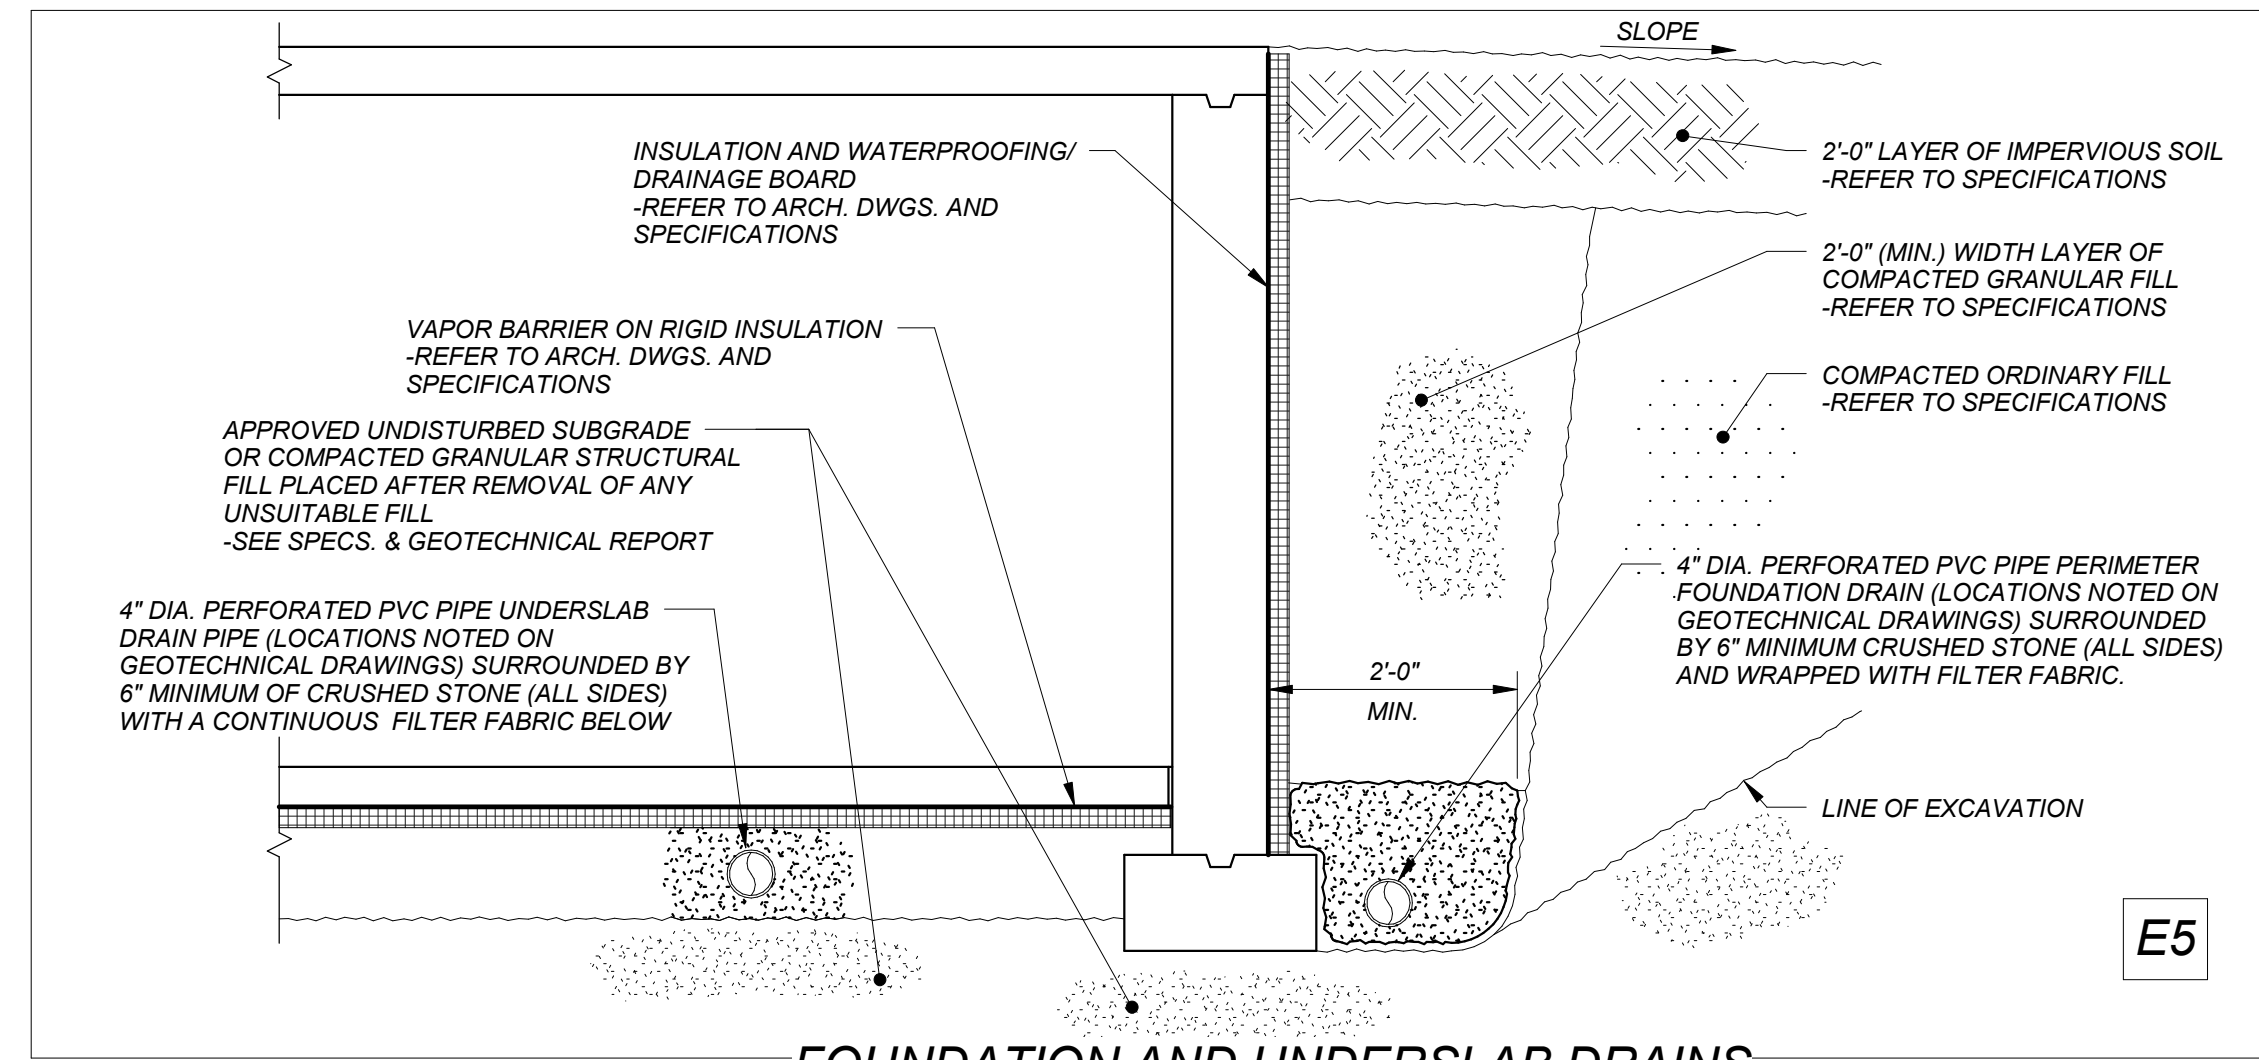 SLOPE
INSULATION AND WATERPROOFING/
DRAINAGE BOARD
-REFER TO ARCH. DWGS. AND
SPECIFICATIONS
2'-0" LAYER OF IMPERVIOUS SOIL
-REFER TO SPECIFICATIONS
2'-0" (MIN.) WIDTH LAYER OF
COMPACTED GRANULAR FILL
-REFER TO SPECIFICATIONS
VAPOR BARRIER ON RIGID INSULATION
-REFER TO ARCH. DWGS. AND
SPECIFICATIONS
COMPACTED ORDINARY FILL
-REFER TO SPECIFICATIONS
APPROVED UNDISTURBED SUBGRADE
OR COMPACTED GRANULAR STRUCTURAL
FILL PLACED AFTER REMOVAL OF ANY
UNSUITABLE FILL
-SEE SPECS. & GEOTECHNICAL REPORT
4" DIA. PERFORATED PVC PIPE PERIMETER
FOUNDATION DRAIN (LOCATIONS NOTED ON
GEOTECHNICAL DRAWINGS) SURROUNDED
BY 6" MINIMUM CRUSHED STONE (ALL SIDES)
AND WRAPPED WITH FILTER FABRIC.
4" DIA. PERFORATED PVC PIPE UNDERSLAB
DRAIN PIPE (LOCATIONS NOTED ON
GEOTECHNICAL DRAWINGS) SURROUNDED BY
6" MINIMUM OF CRUSHED STONE (ALL SIDES)
WITH A CONTINUOUS  FILTER FABRIC BELOW
2'-0"
MIN.
LINE OF EXCAVATION
E5
FOUNDATION AND UNDERSLAB DRAINS